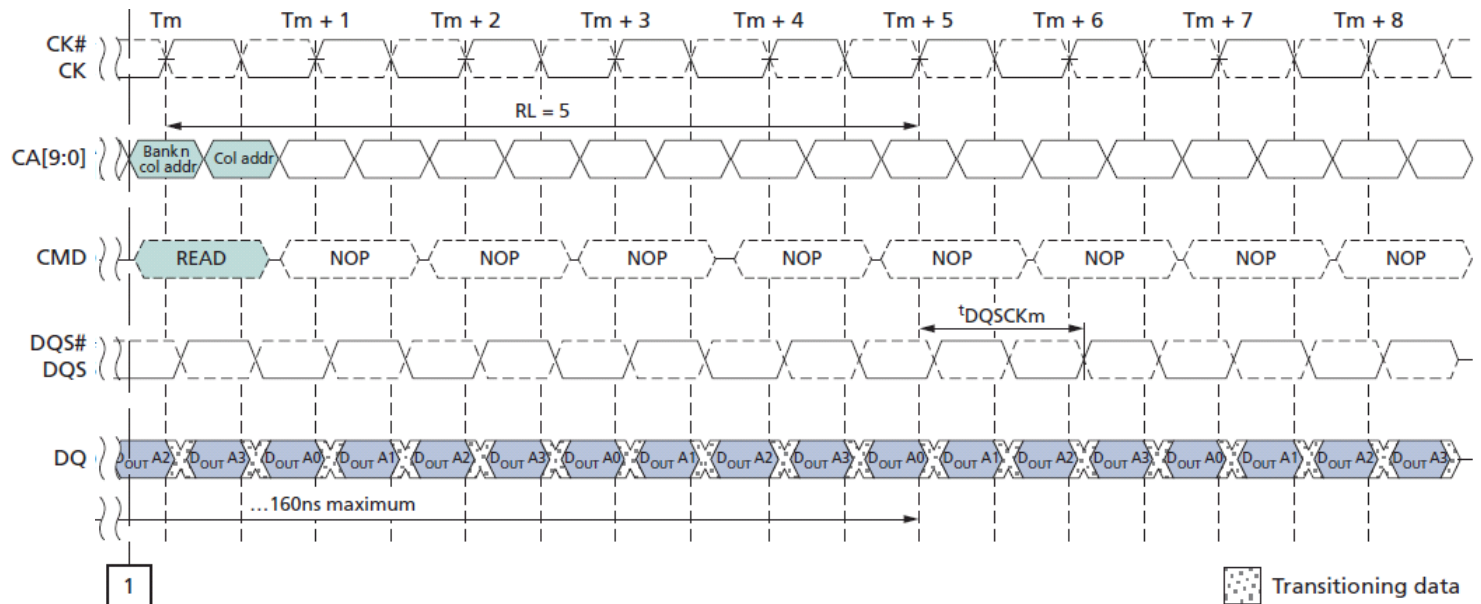 Tm Tm + 1 Tm + 2 Tm + 3 Tm + 4 Tm + 5 Tm + 6 Tm + 7 Tm + 8
CK#
CK
RL = 5
CA[9:0] Bank n col addr Col addr
CMD READ NOP NOP NOP NOP NOP NOP NOP NOP
tDQSCKm
DQS#
DQS
DQ DOUT A2 DOUT A3 DOUT A0 DOUT A1 DOUT A2 DOUT A3 DOUT A0 DOUT A1 DOUT A2 DOUT A3 DOUT A0 DOUT A1 DOUT A2 DOUT A3 DOUT A0 DOUT A1 DOUT A2 DOUT A3
...160ns maximum
1
Transitioning data